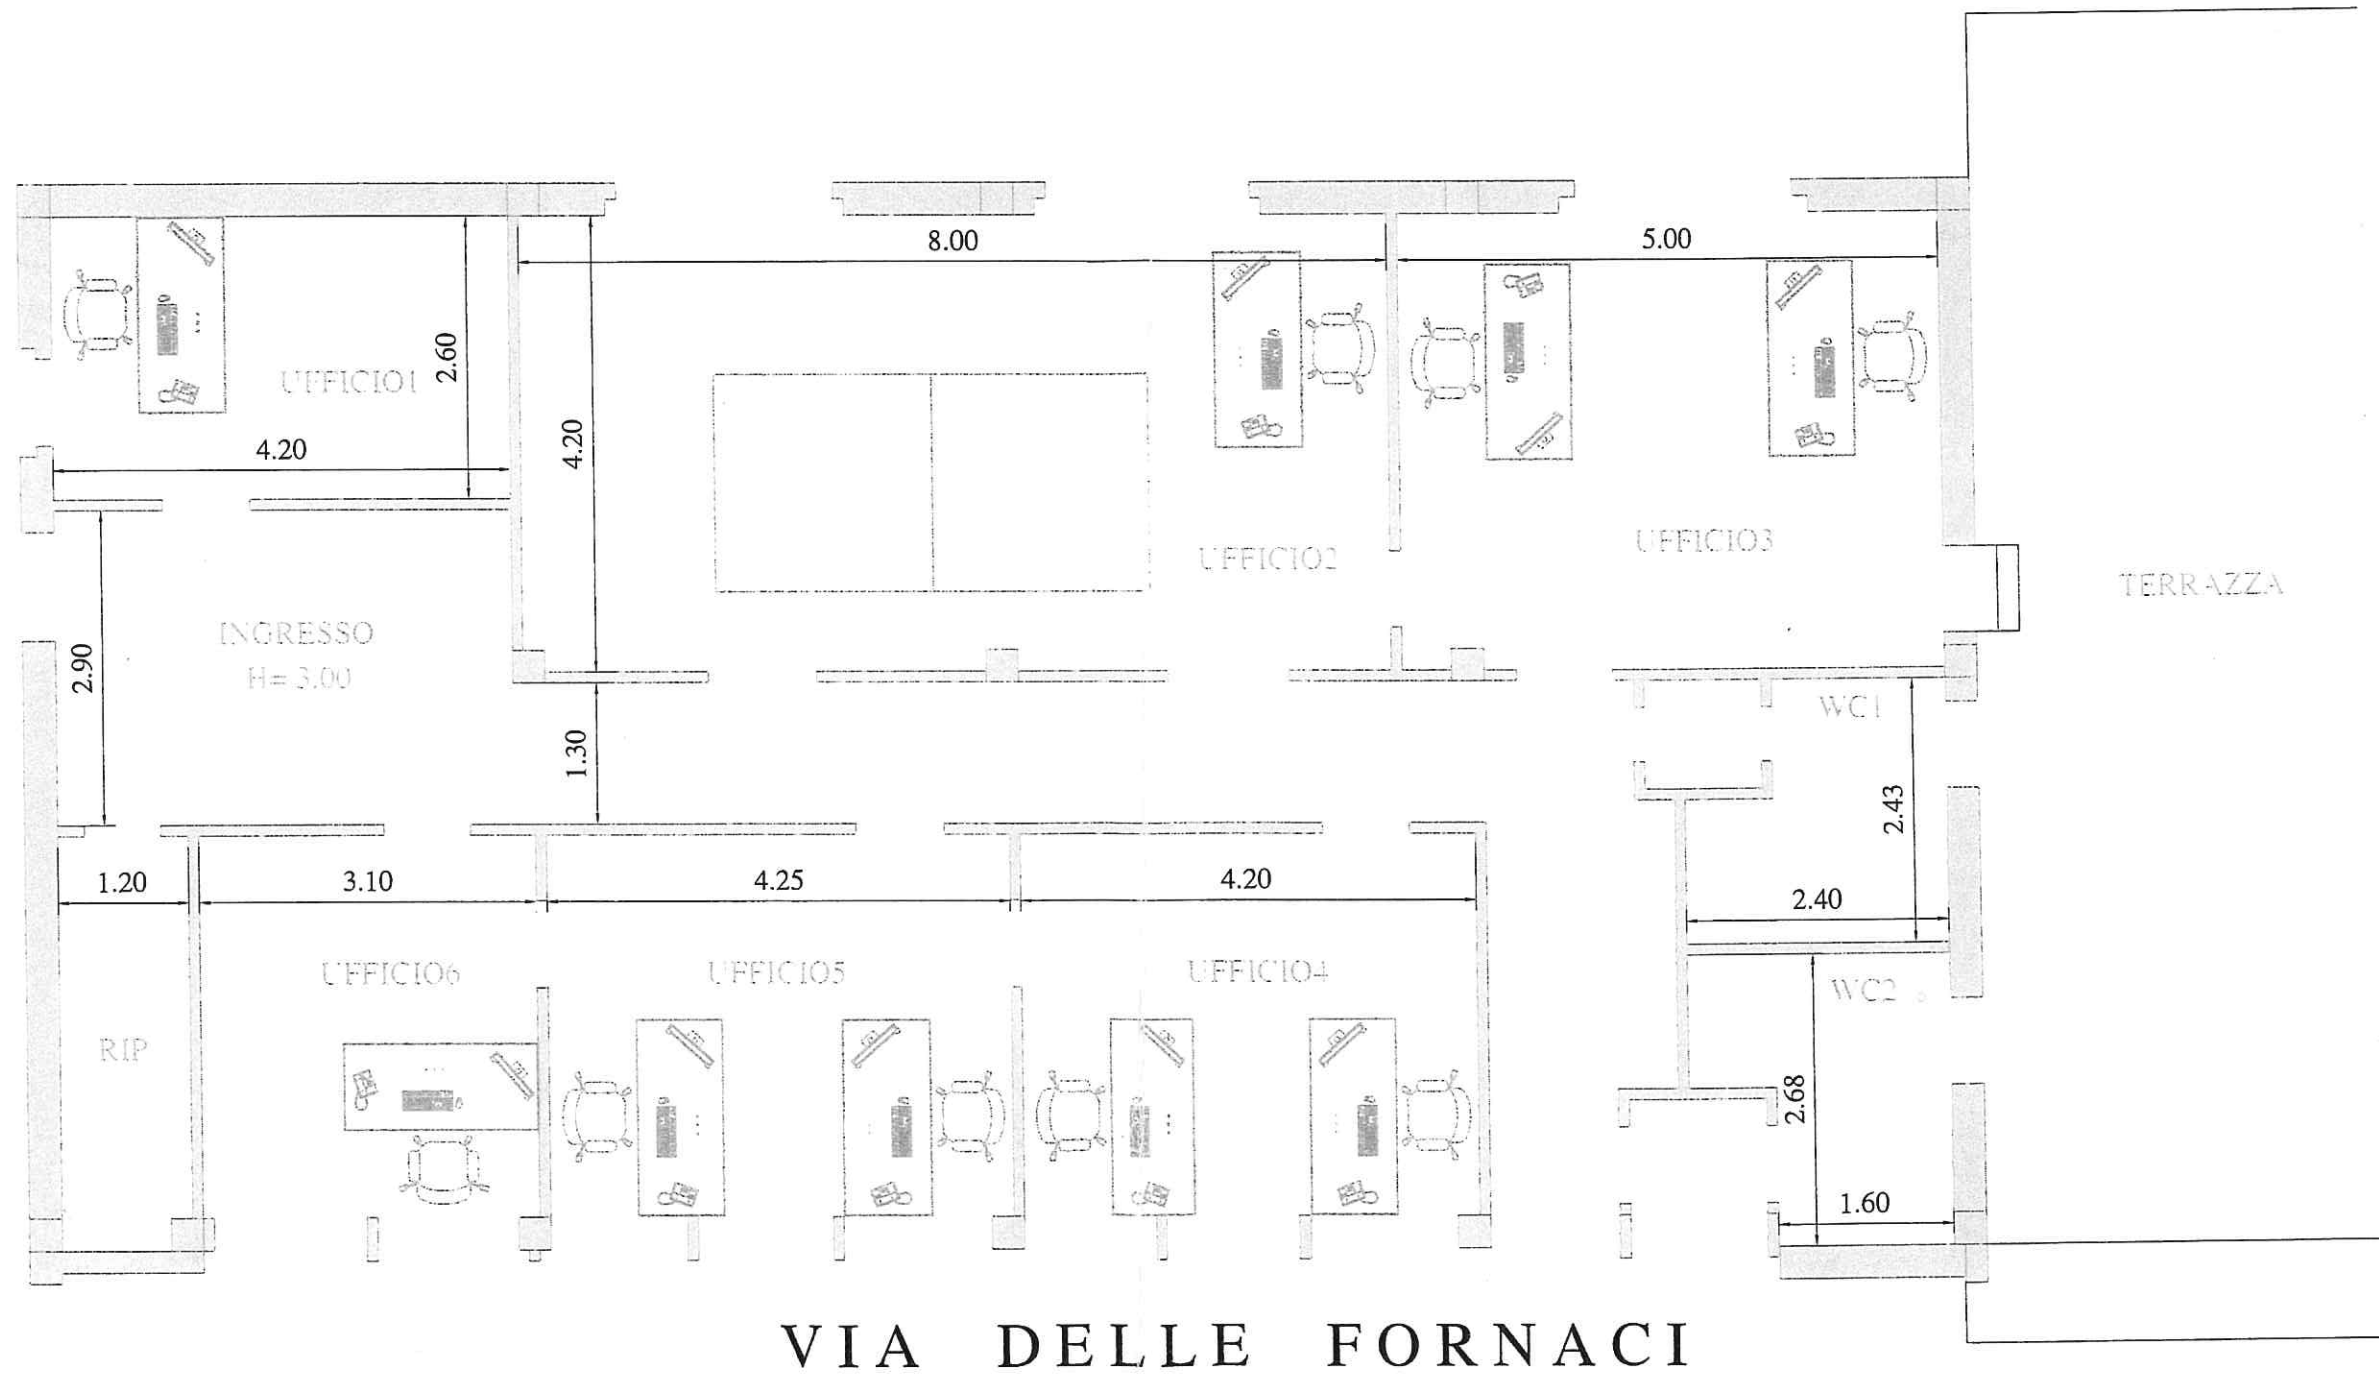 8.00
5.00
2.60
UFFICIO1
4.20
4.20
UFFICIO2
UFFICIO3
TERRAZZA
INGRESSO
H= 3.00
2.90
WC1
1.30
2.43
1.20
3.10
4.25
4.20
2.40
UFFICIO6
UFFICIO5
UFFICIO4
WC2
RIP
2.68
1.60
VIA DELLE FORNACI